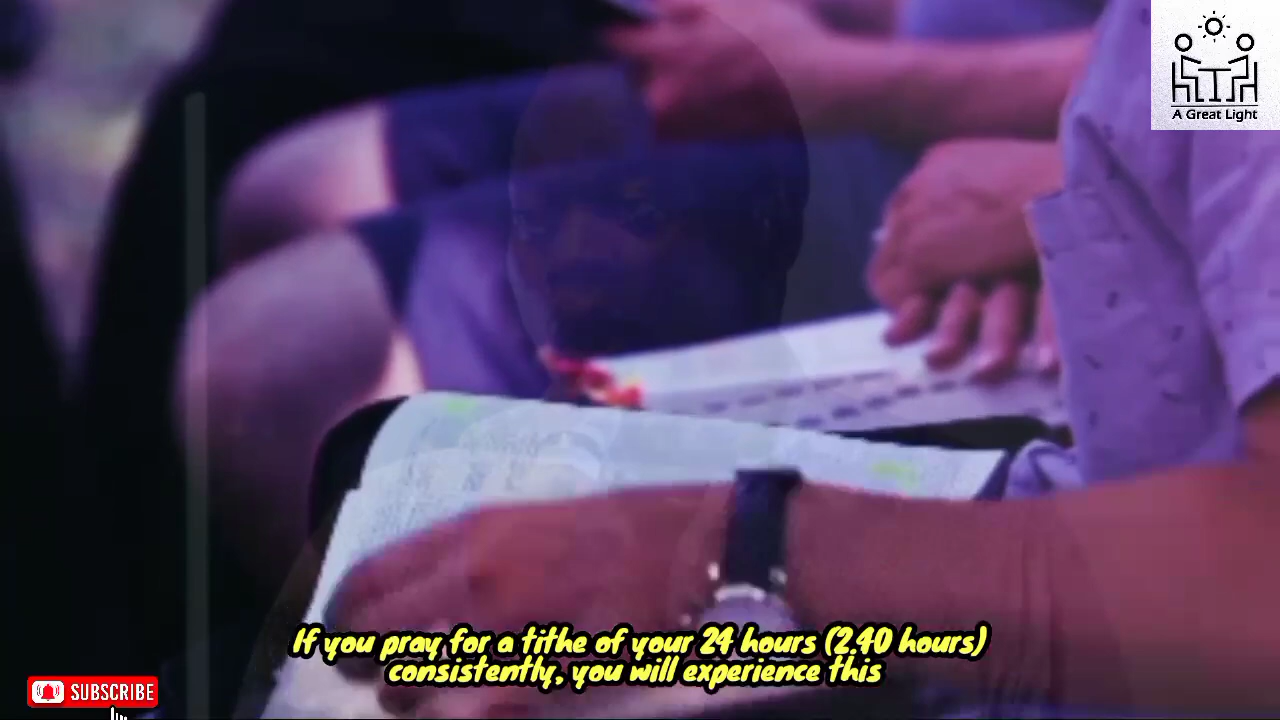 A Great Light
If you pray for a tithe of your 24 hours (2.40 hours)
consistently, you will experience this
SUBSCRIBE